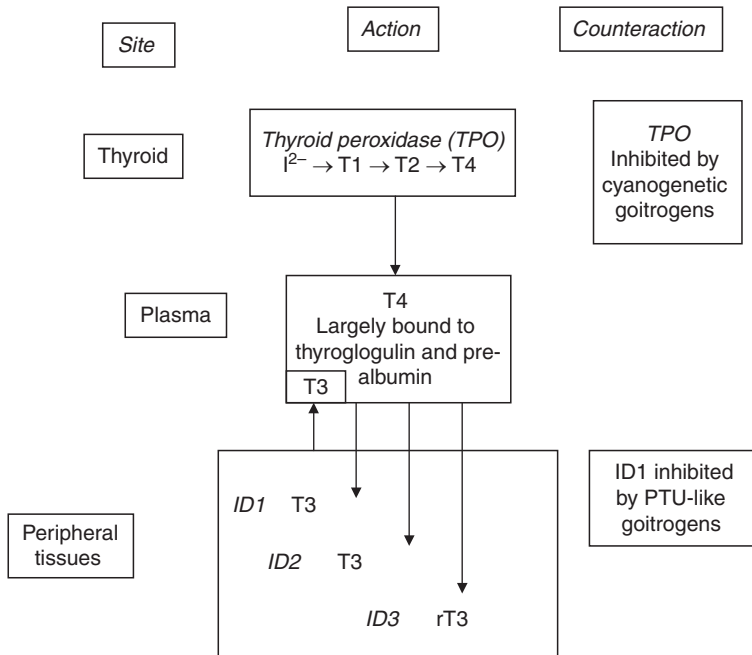 Site
Action
Counteraction
Thyroid
Thyroid peroxidase (TPO)
I²⁻ → T1 → T2 → T4
TPO
Inhibited by
cyanogenetic
goitrogens
Plasma
T4
Largely bound to
thyroglogulin and pre-
albumin
T3
Peripheral
tissues
ID1 T3
ID2 T3
ID3 rT3
ID1 inhibited
by PTU-like
goitrogens